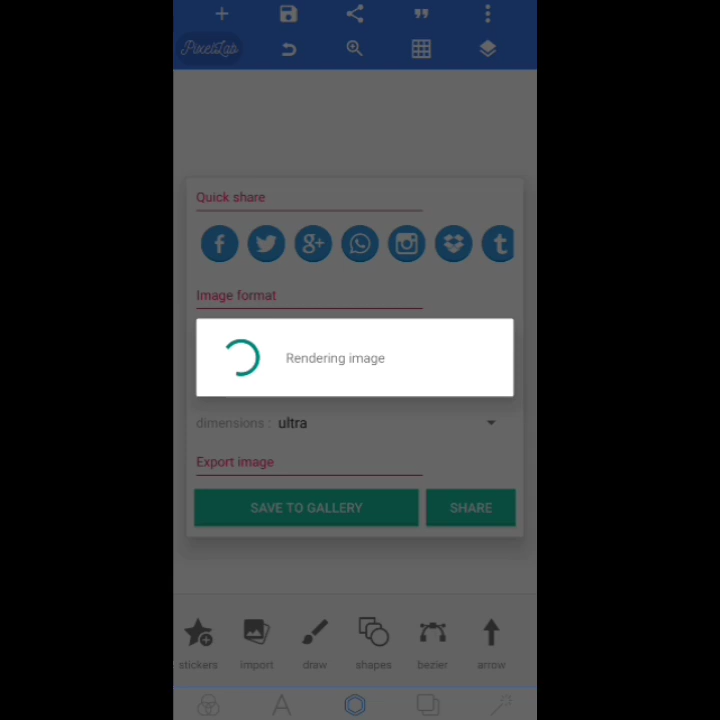 PixelLab
Quick share
Image format
Rendering image
dimensions : ultra
Export image
SAVE TO GALLERY SHARE
stickers import draw shapes bezier arrow